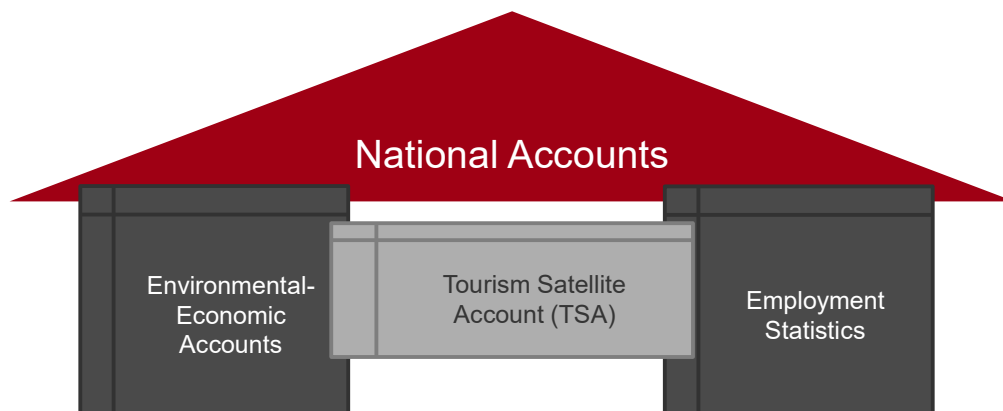 National Accounts
Environmental-
Economic
Accounts
Tourism Satellite
Account (TSA)
Employment
Statistics